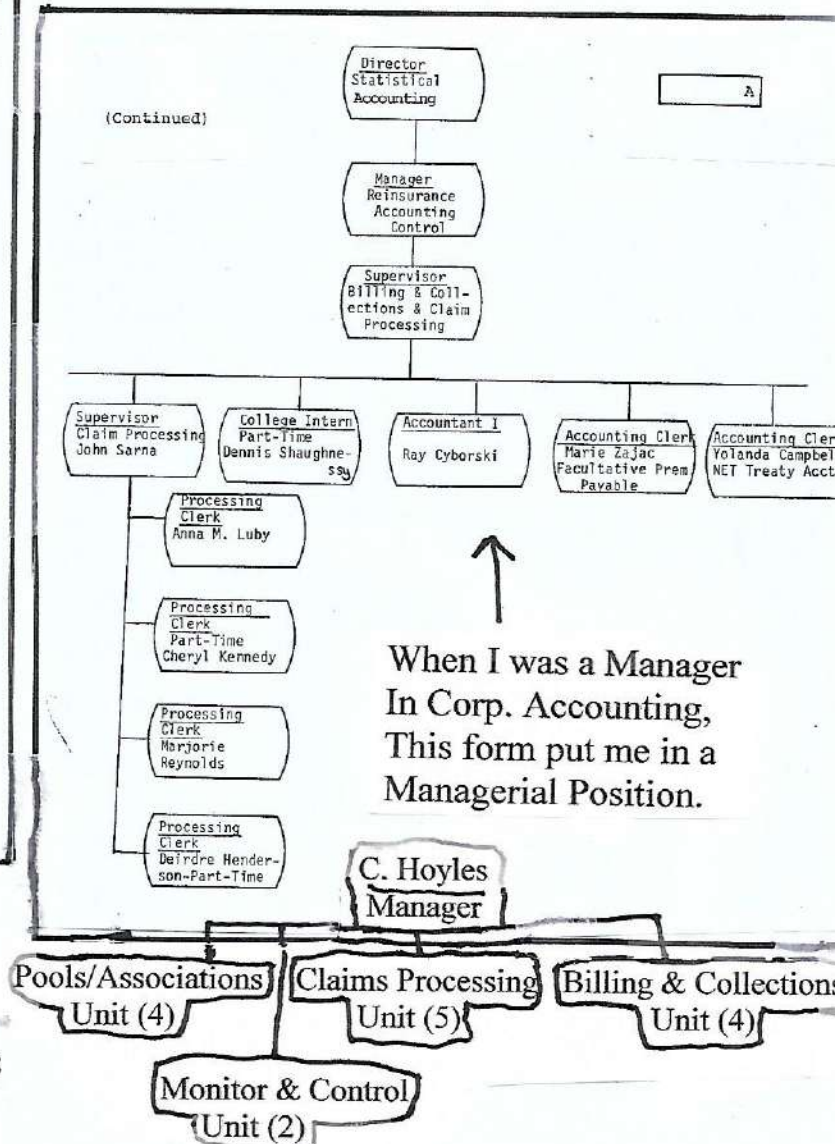 Director
Statistical
Accounting
A
(Continued)
Manager
Reinsurance
Accounting
Control
Supervisor
Billing & Coll-
ections & Claim
Processing
Supervisor
Claim Processing
John Sarna
College Intern
Part-Time
Dennis Shaughne-
ssy
Accountant I
Ray Cyborski
Accounting Clerk
Marie Zajac
Facultative Prem
Payable
Accounting Cler
Yolanda Campbel
NET Treaty Acct
Processing
Clerk
Anna M. Luby
Processing
Clerk
Part-Time
Cheryl Kennedy
Processing
Clerk
Marjorie
Reynolds
Processing
Clerk
Deirdre Hender-
son-Part-Time
When I was a Manager
In Corp. Accounting,
This form put me in a
Managerial Position.
C. Hoyles
Manager
Pools/Associations
Unit (4)
Claims Processing
Unit (5)
Billing & Collections
Unit (4)
Monitor & Control
Unit (2)